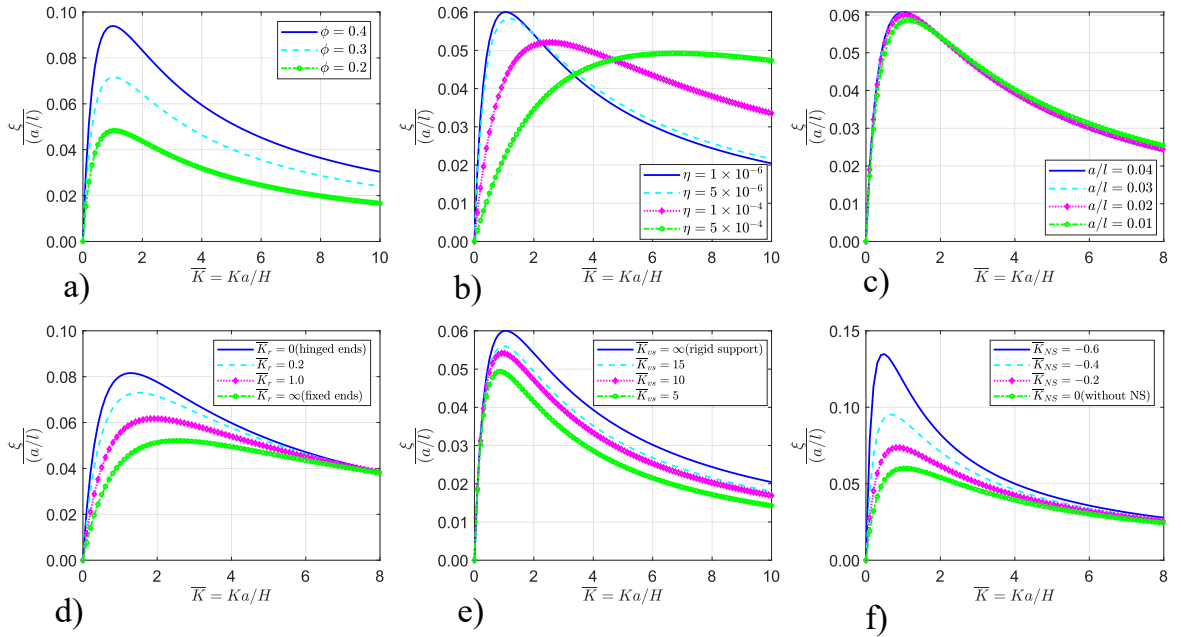 0.10
0.08
0.06
0.04
0.02
0.00
ξ/(a/l)
ϕ = 0.4
ϕ = 0.3
ϕ = 0.2
0 2 4 6 8 10
K̅ = Ka/H
a)
0.06
0.05
0.04
0.03
0.02
0.01
0.00
ξ/(a/l)
η = 1 × 10⁻⁶
η = 5 × 10⁻⁶
η = 1 × 10⁻⁴
η = 5 × 10⁻⁴
0 2 4 6 8 10
K̅ = Ka/H
b)
0.06
0.05
0.04
0.03
0.02
0.01
0.00
ξ/(a/l)
a/l = 0.04
a/l = 0.03
a/l = 0.02
a/l = 0.01
0 2 4 6 8
K̅ = Ka/H
c)
0.10
0.08
0.06
0.04
0.02
0.00
ξ/(a/l)
K̅ᵣ = 0(hinged ends)
K̅ᵣ = 0.2
K̅ᵣ = 1.0
K̅ᵣ = ∞(fixed ends)
0 2 4 6 8
K̅ = Ka/H
d)
0.06
0.05
0.04
0.03
0.02
0.01
0.00
ξ/(a/l)
K̅ᵥₛ = ∞(rigid support)
K̅ᵥₛ = 15
K̅ᵥₛ = 10
K̅ᵥₛ = 5
0 2 4 6 8 10
K̅ = Ka/H
e)
0.15
0.10
0.05
0.00
ξ/(a/l)
K̅_NS = −0.6
K̅_NS = −0.4
K̅_NS = −0.2
K̅_NS = 0(without NS)
0 2 4 6 8
K̅ = Ka/H
f)